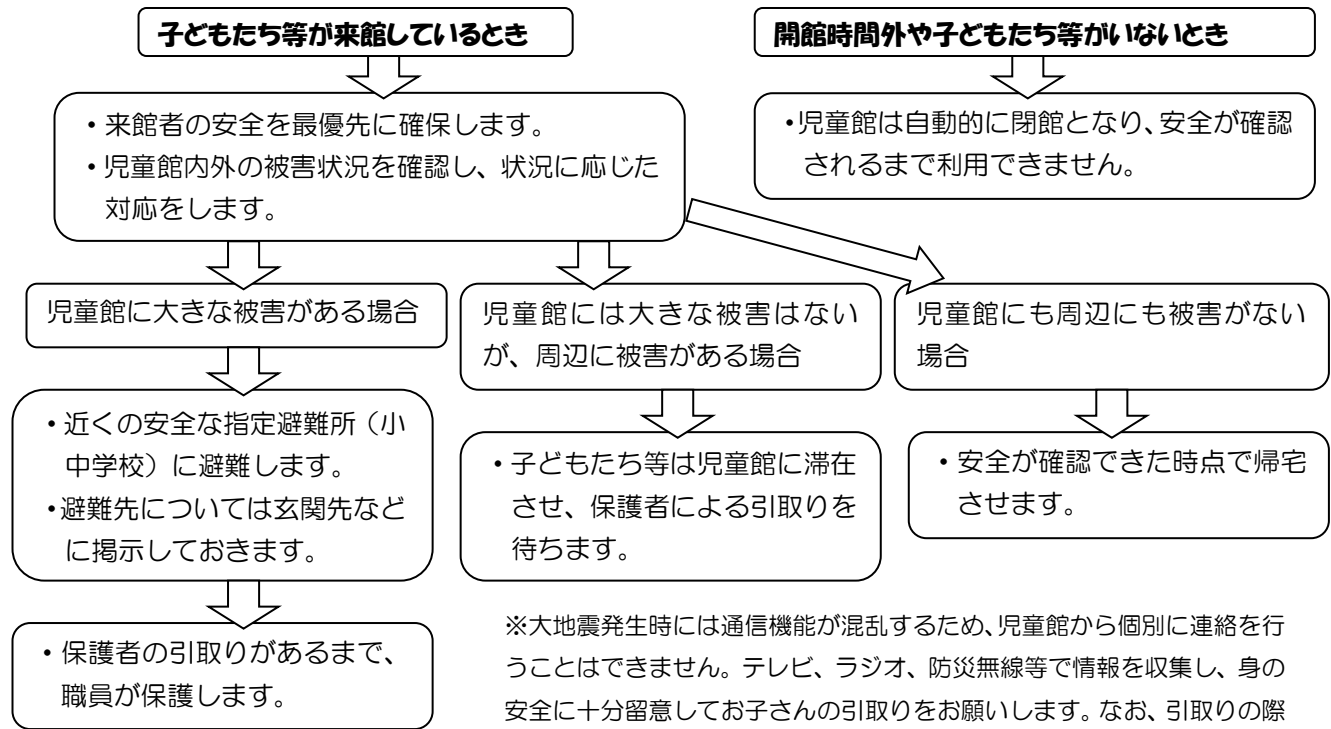 子どもたち等が来館しているとき
開館時間外や子どもたち等がいないとき
・来館者の安全を最優先に確保します。
・児童館内外の被害状況を確認し、状況に応じた
対応をします。
・児童館は自動的に閉館となり、安全が確認
されるまで利用できません。
児童館に大きな被害がある場合
児童館には大きな被害はない
が、周辺に被害がある場合
児童館にも周辺にも被害がない
場合
・近くの安全な指定避難所（小
中学校）に避難します。
・避難先については玄関先など
に掲示しておきます。
・子どもたち等は児童館に滞在
させ、保護者による引取りを
待ちます。
・安全が確認できた時点で帰宅
させます。
・保護者の引取りがあるまで、
職員が保護します。
※大地震発生時には通信機能が混乱するため、児童館から個別に連絡を行
うことはできません。テレビ、ラジオ、防災無線等で情報を収集し、身の
安全に十分留意してお子さんの引取りをお願いします。なお、引取りの際